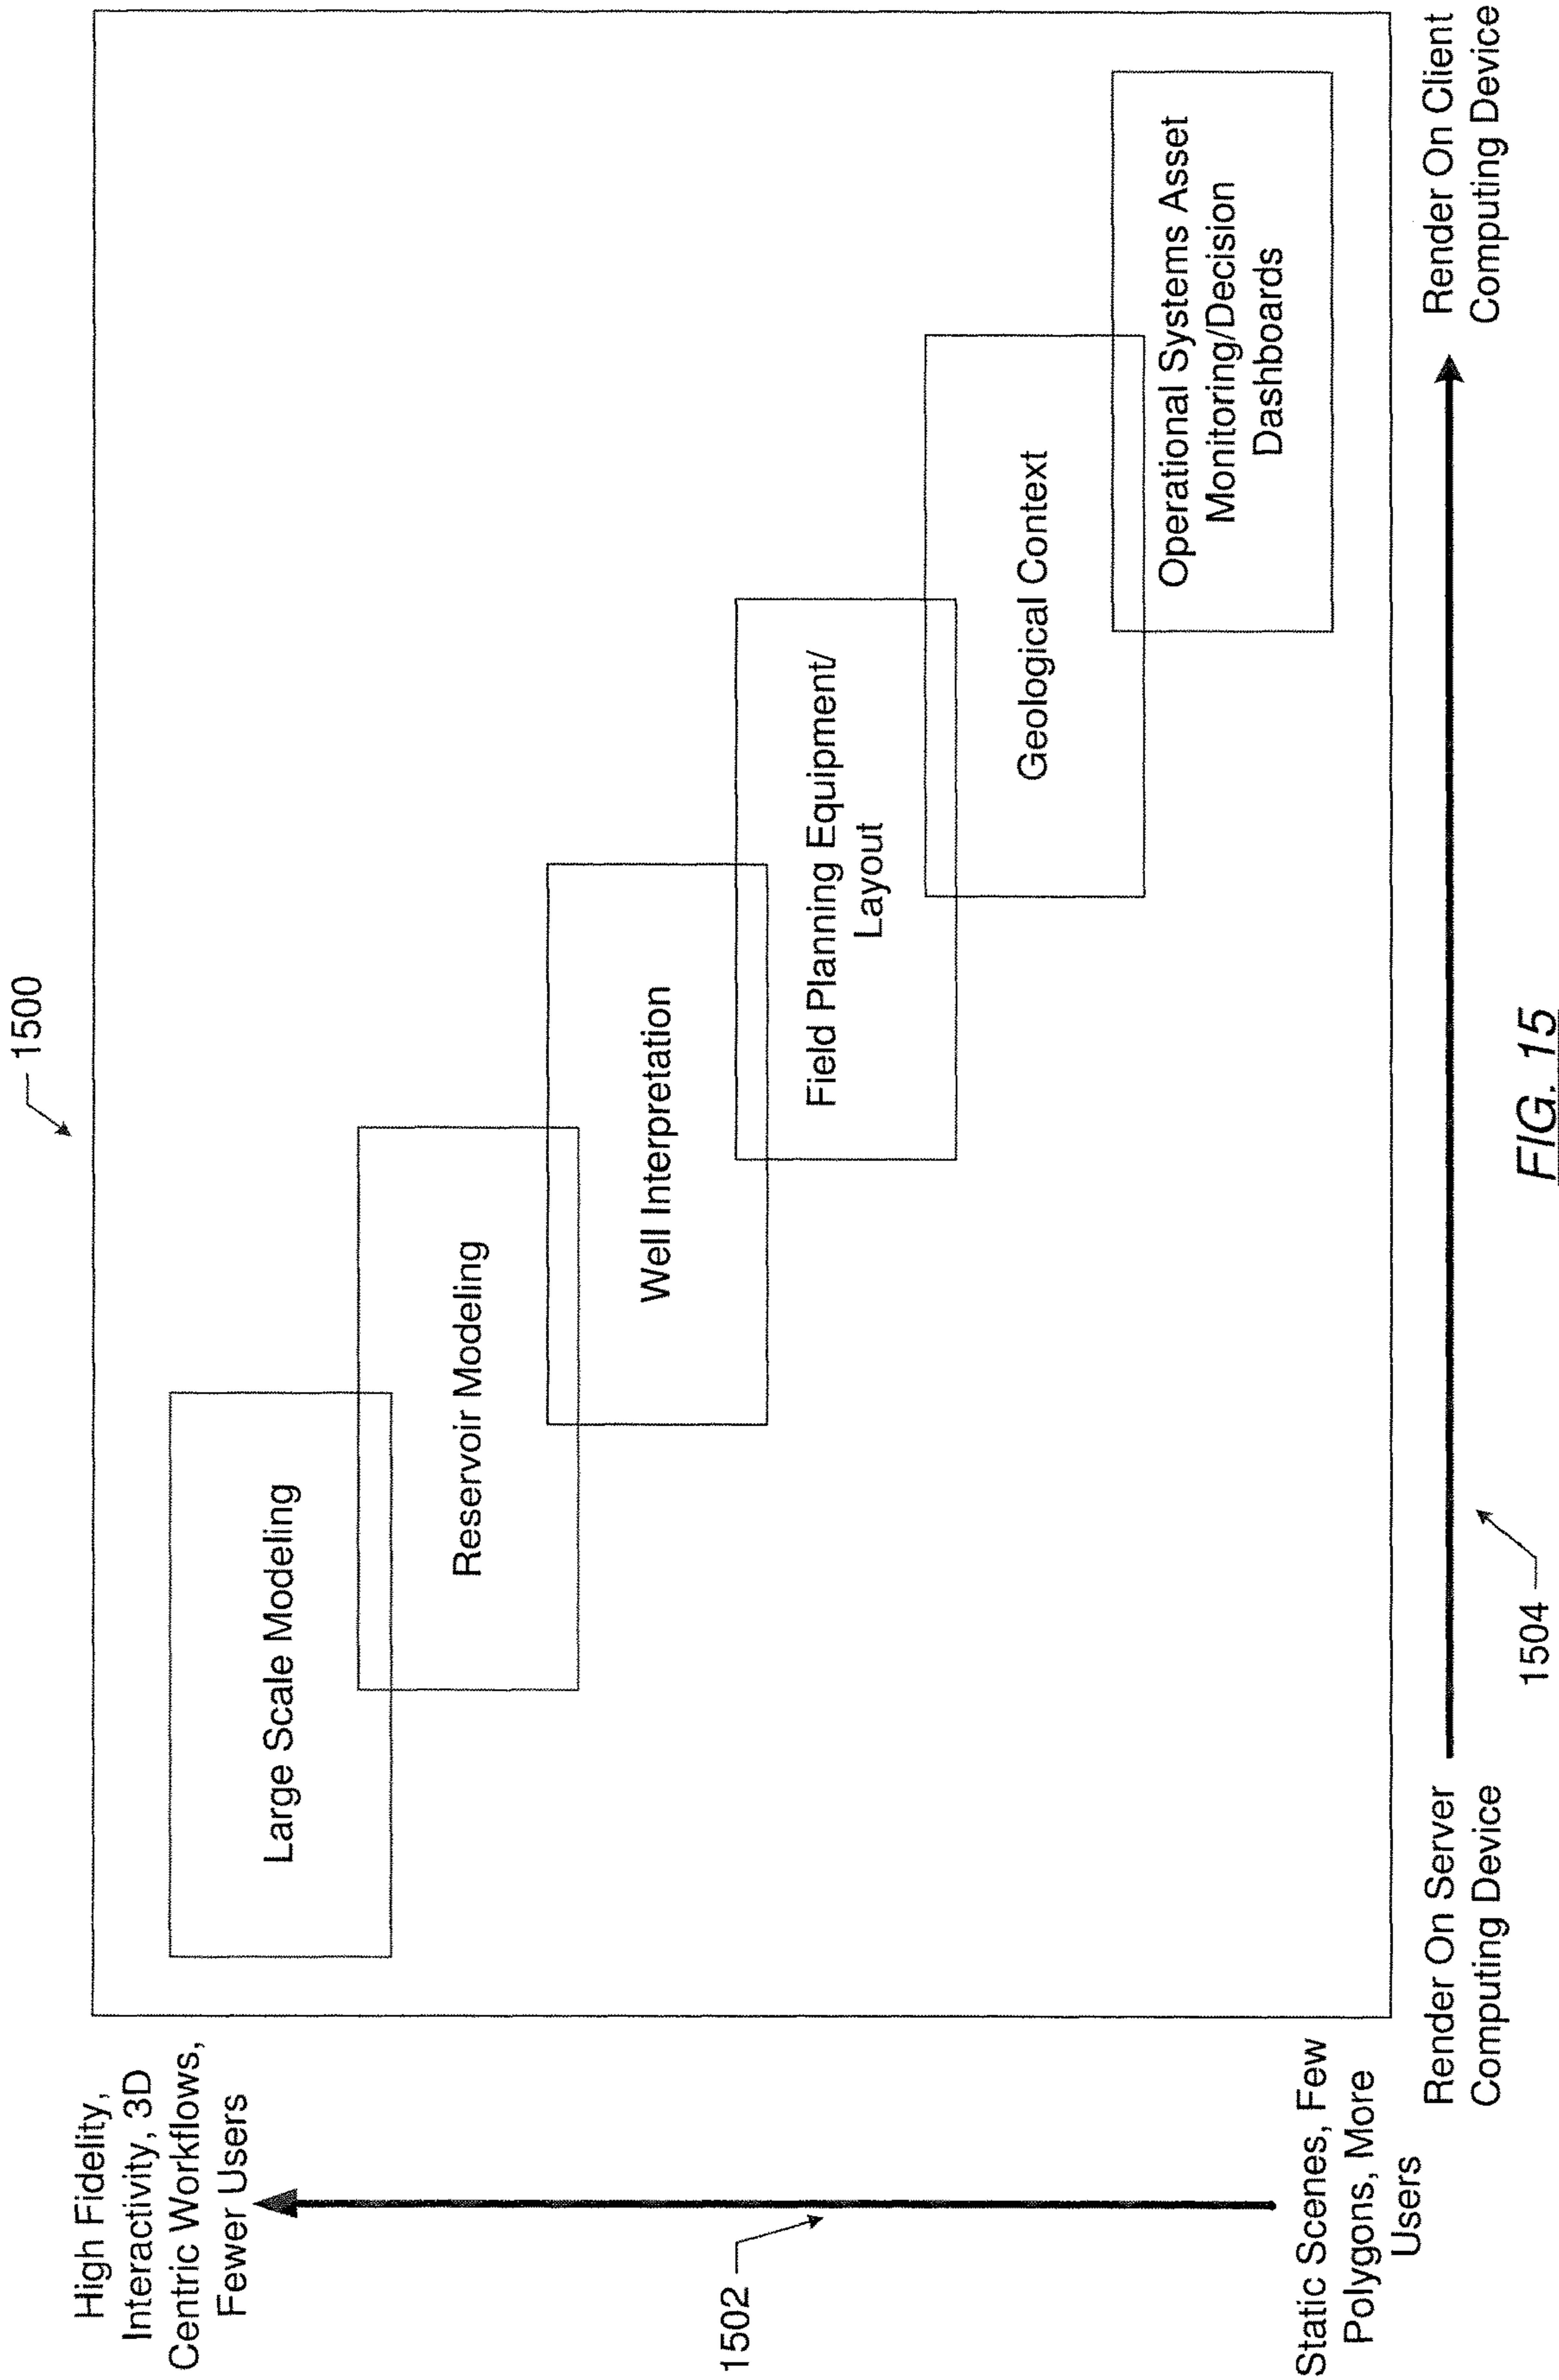 1500
High Fidelity,
Interactivity, 3D
Centric Workflows,
Fewer Users
1502
Static Scenes, Few
Polygons, More
Users
Large Scale Modeling
Reservoir Modeling
Well Interpretation
Field Planning Equipment/
Layout
Geological Context
Operational Systems Asset
Monitoring/Decision
Dashboards
Render On Server
Computing Device
1504
Render On Client
Computing Device
FIG. 15